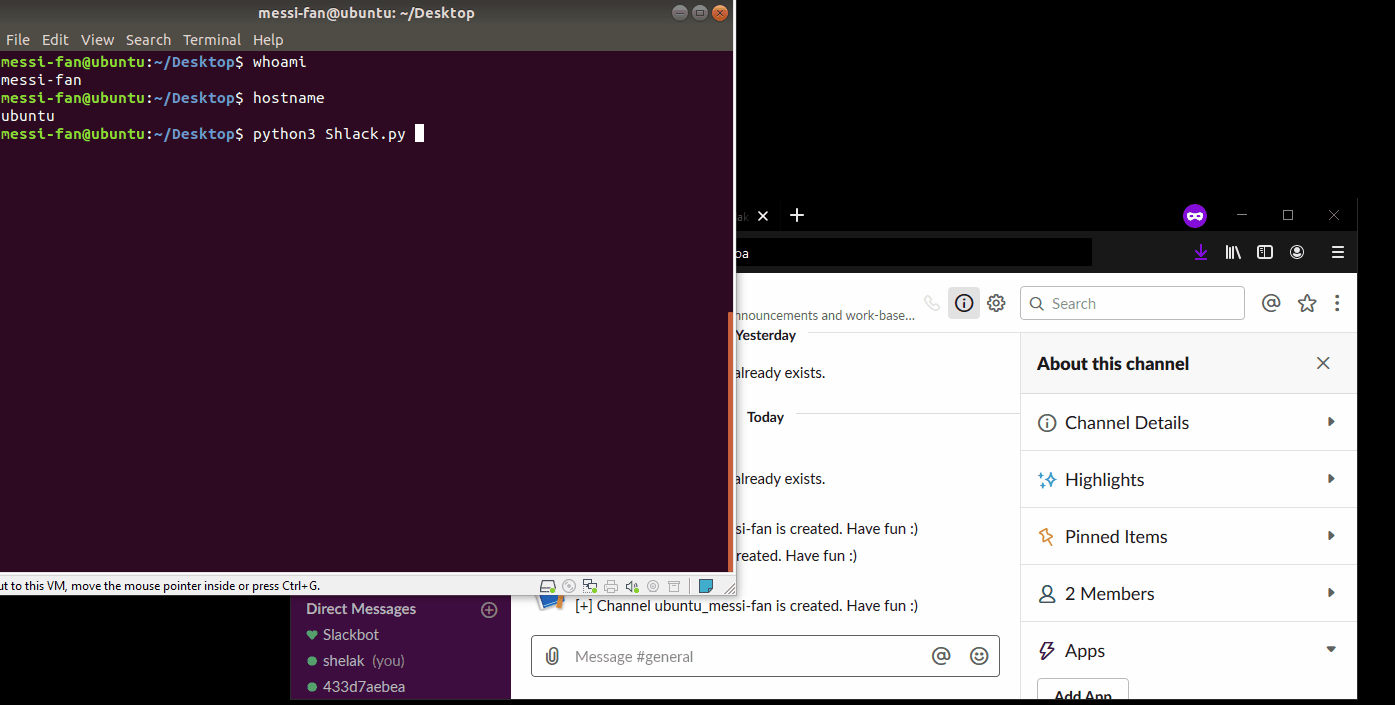 messi-fan@ubuntu: ~/Desktop
File Edit View Search Terminal Help
messi-fan@ubuntu:~/Desktop$ whoami
messi-fan
messi-fan@ubuntu:~/Desktop$ hostname
ubuntu
messi-fan@ubuntu:~/Desktop$ python3 Shlack.py
ut to this VM, move the mouse pointer inside or press Ctrl+G.
ak
oa
nnouncements and work-base...
Search
Yesterday
already exists.
Today
already exists.
si-fan is created. Have fun :)
reated. Have fun :)
[+] Channel ubuntu_messi-fan is created. Have fun :)
Message #general
About this channel
Channel Details
Highlights
Pinned Items
2 Members
Apps
Add App
Direct Messages
Slackbot
shelak (you)
433d7aebea